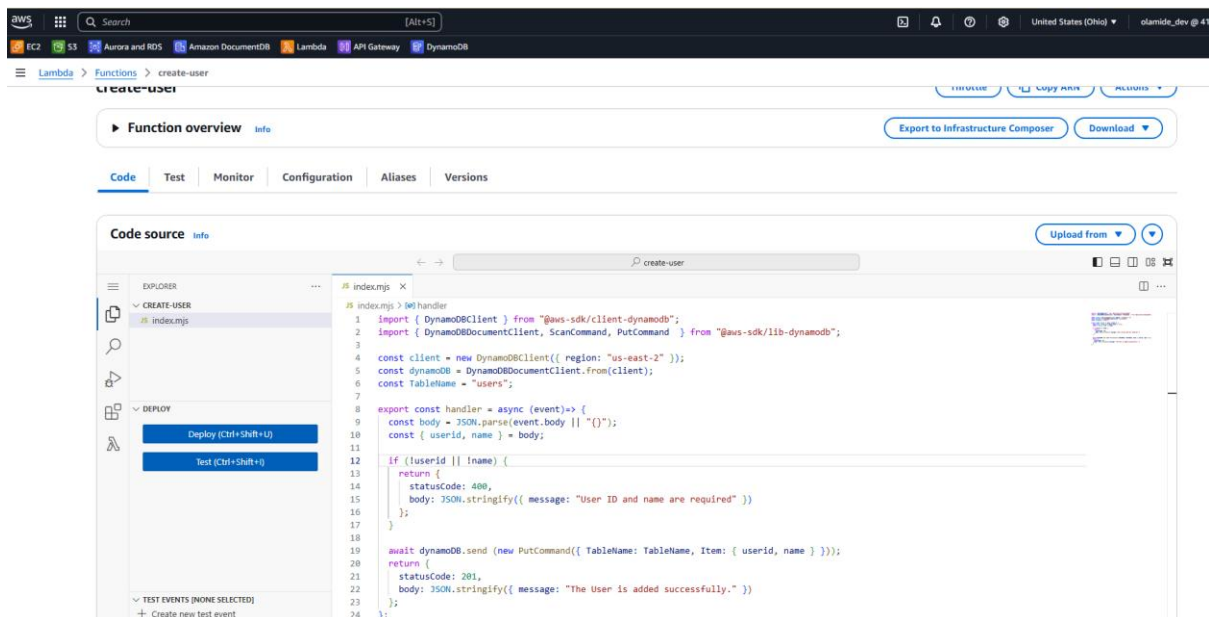 aws
Search
[Alt+S]
United States (Ohio)
olamide_dev @ 41
EC2
S3
Aurora and RDS
Amazon DocumentDB
Lambda
API Gateway
DynamoDB
Lambda > Functions > create-user
create-user
Throttle
Copy ARN
Actions
Function overview Info
Export to Infrastructure Composer
Download
Code
Test
Monitor
Configuration
Aliases
Versions
Code source Info
Upload from
create-user
EXPLORER
CREATE-USER
JS index.mjs
DEPLOY
Deploy (Ctrl+Shift+U)
Test (Ctrl+Shift+I)
TEST EVENTS [NONE SELECTED]
+ Create new test event
JS index.mjs ×
JS index.mjs > handler
1 import { DynamoDBClient } from "@aws-sdk/client-dynamodb";
2 import { DynamoDBDocumentClient, ScanCommand, PutCommand } from "@aws-sdk/lib-dynamodb";
3
4 const client = new DynamoDBClient({ region: "us-east-2" });
5 const dynamoDB = DynamoDBDocumentClient.from(client);
6 const TableName = "users";
7
8 export const handler = async (event)=> {
9 const body = JSON.parse(event.body || "{}");
10 const { userid, name } = body;
11
12 if (!userid || !name) {
13 return {
14 statusCode: 400,
15 body: JSON.stringify({ message: "User ID and name are required" })
16 };
17 }
18
19 await dynamoDB.send (new PutCommand({ TableName: TableName, Item: { userid, name } }));
20 return {
21 statusCode: 201,
22 body: JSON.stringify({ message: "The User is added successfully." })
23 };
24 };